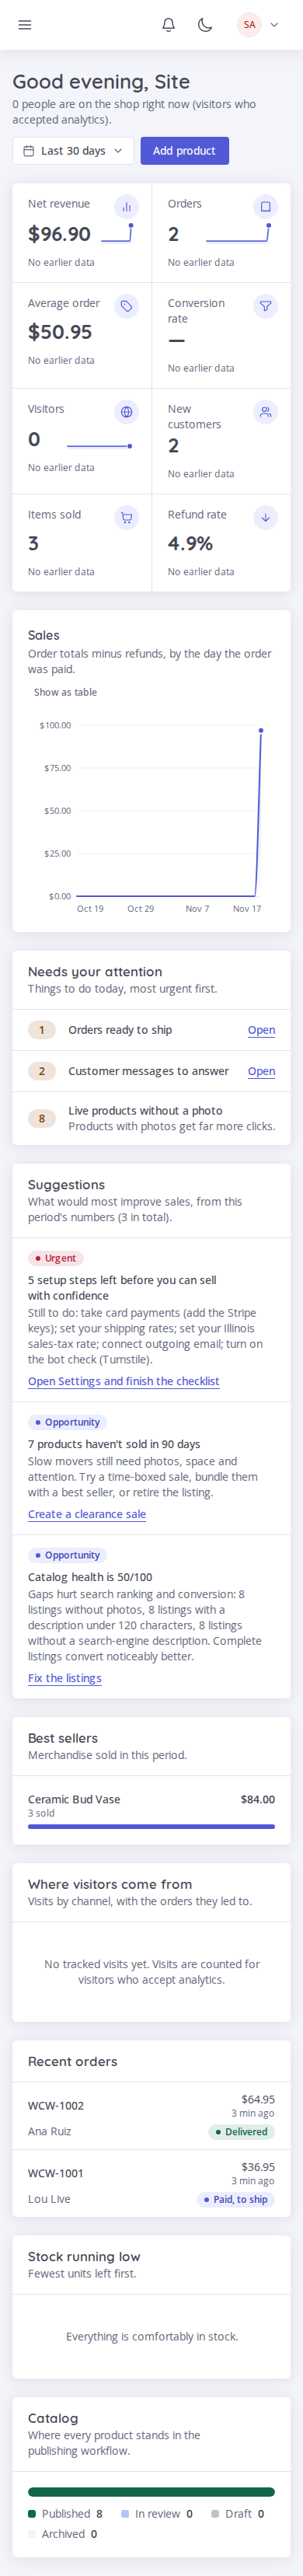 SA
Good evening, Site
0 people are on the shop right now (visitors who
accepted analytics).
Last 30 days
Add product
Net revenue
$96.90
No earlier data
Orders
2
No earlier data
Average order
$50.95
No earlier data
Conversion
rate
—
No earlier data
Visitors
0
No earlier data
New
customers
2
No earlier data
Items sold
3
No earlier data
Refund rate
4.9%
No earlier data
Sales
Order totals minus refunds, by the day the order
was paid.
Show as table
$100.00
$75.00
$50.00
$25.00
$0.00
Oct 19 Oct 29 Nov 7 Nov 17
Needs your attention
Things to do today, most urgent first.
1 Orders ready to ship Open
2 Customer messages to answer Open
8 Live products without a photo
Products with photos get far more clicks.
Suggestions
What would most improve sales, from this
period's numbers (3 in total).
Urgent
5 setup steps left before you can sell
with confidence
Still to do: take card payments (add the Stripe
keys); set your shipping rates; set your Illinois
sales-tax rate; connect outgoing email; turn on
the bot check (Turnstile).
Open Settings and finish the checklist
Opportunity
7 products haven't sold in 90 days
Slow movers still need photos, space and
attention. Try a time-boxed sale, bundle them
with a best seller, or retire the listing.
Create a clearance sale
Opportunity
Catalog health is 50/100
Gaps hurt search ranking and conversion: 8
listings without photos, 8 listings with a
description under 120 characters, 8 listings
without a search-engine description. Complete
listings convert noticeably better.
Fix the listings
Best sellers
Merchandise sold in this period.
Ceramic Bud Vase $84.00
3 sold
Where visitors come from
Visits by channel, with the orders they led to.
No tracked visits yet. Visits are counted for
visitors who accept analytics.
Recent orders
WCW-1002 $64.95
3 min ago
Ana Ruiz Delivered
WCW-1001 $36.95
3 min ago
Lou Live Paid, to ship
Stock running low
Fewest units left first.
Everything is comfortably in stock.
Catalog
Where every product stands in the
publishing workflow.
Published 8 In review 0 Draft 0
Archived 0